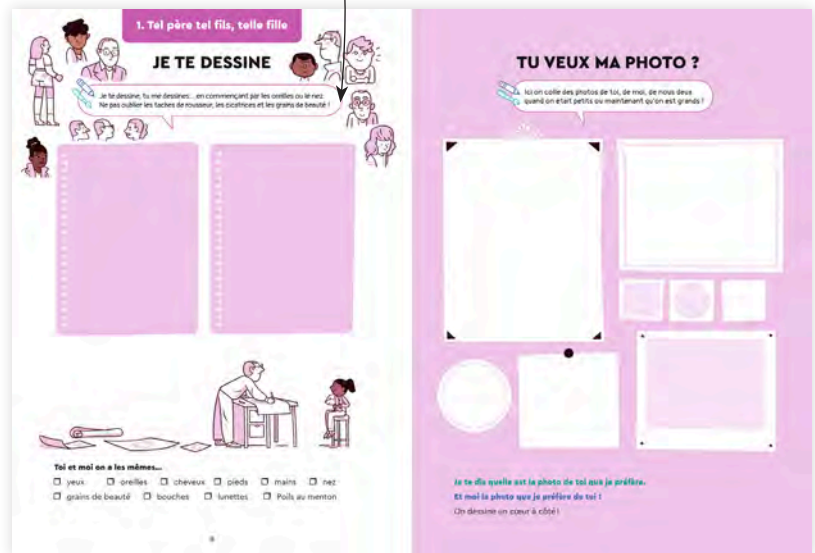 1. Tel père tel fils, telle fille
JE TE DESSINE
Je te dessine, tu me dessines... en commençant par les oreilles ou le nez.
Ne pas oublier les taches de rousseur, les cicatrices et les grains de beauté !
Toi et moi on a les mêmes...
yeux oreilles cheveux pieds mains nez
grains de beauté bouches lunettes Poils au menton
TU VEUX MA PHOTO ?
Ici on colle des photos de toi, de moi, de nous deux
quand on était petits ou maintenant qu'on est grands !
Je te dis quelle est la photo de toi que je préfère.
Et moi la photo que je préfère de toi !
On dessine un cœur à côté !